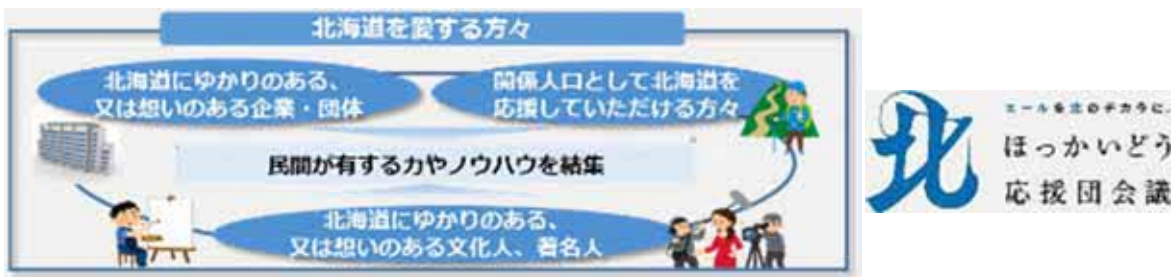 北海道を愛する方々
北海道にゆかりのある、
又は想いのある企業・団体
関係人口として北海道を
応援していただける方々
民間が有する力やノウハウを結集
北海道にゆかりのある、
又は想いのある文化人、著名人
エールを北のチカラに。
北
ほっかいどう
応援団会議